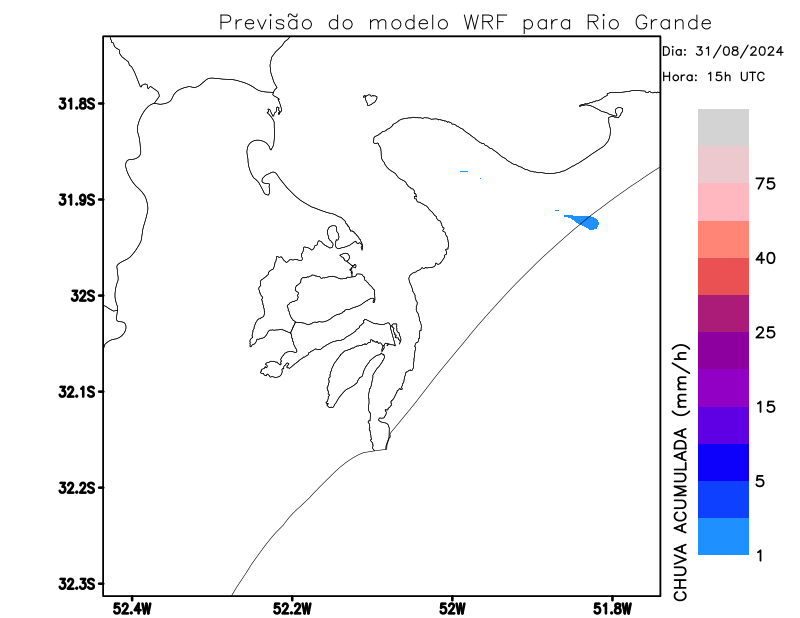 Previsão do modelo WRF para Rio Grande
Dia: 31/08/2024
Hora: 15h UTC
31.8S
31.9S
32S
32.1S
32.2S
32.3S
52.4W
52.2W
52W
51.8W
75
40
25
15
5
1
CHUVA ACUMULADA (mm/h)